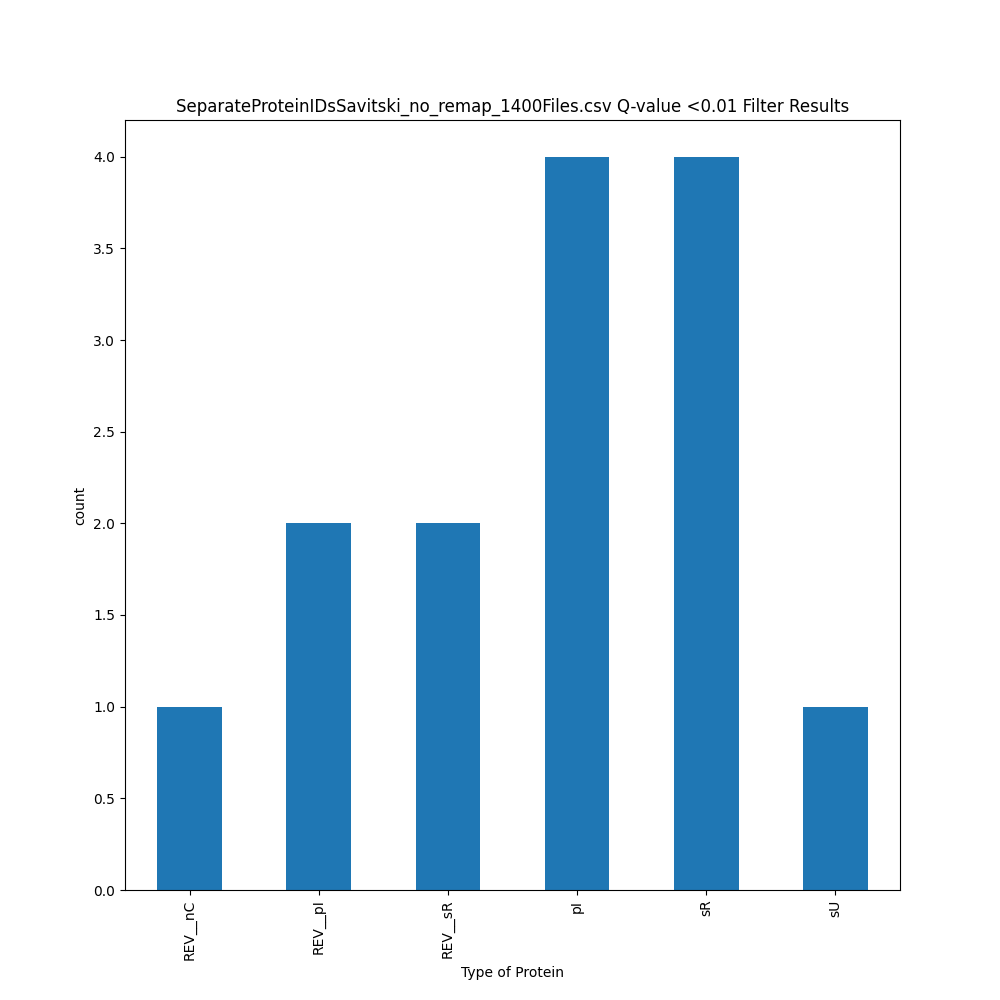 SeparateProteinIDsSavitski_no_remap_1400Files.csv Q-value <0.01 Filter Results
4.0
3.5
3.0
2.5
2.0
1.5
1.0
0.5
0.0
count
REV__nC
REV__pI
REV__sR
pI
sR
sU
Type of Protein